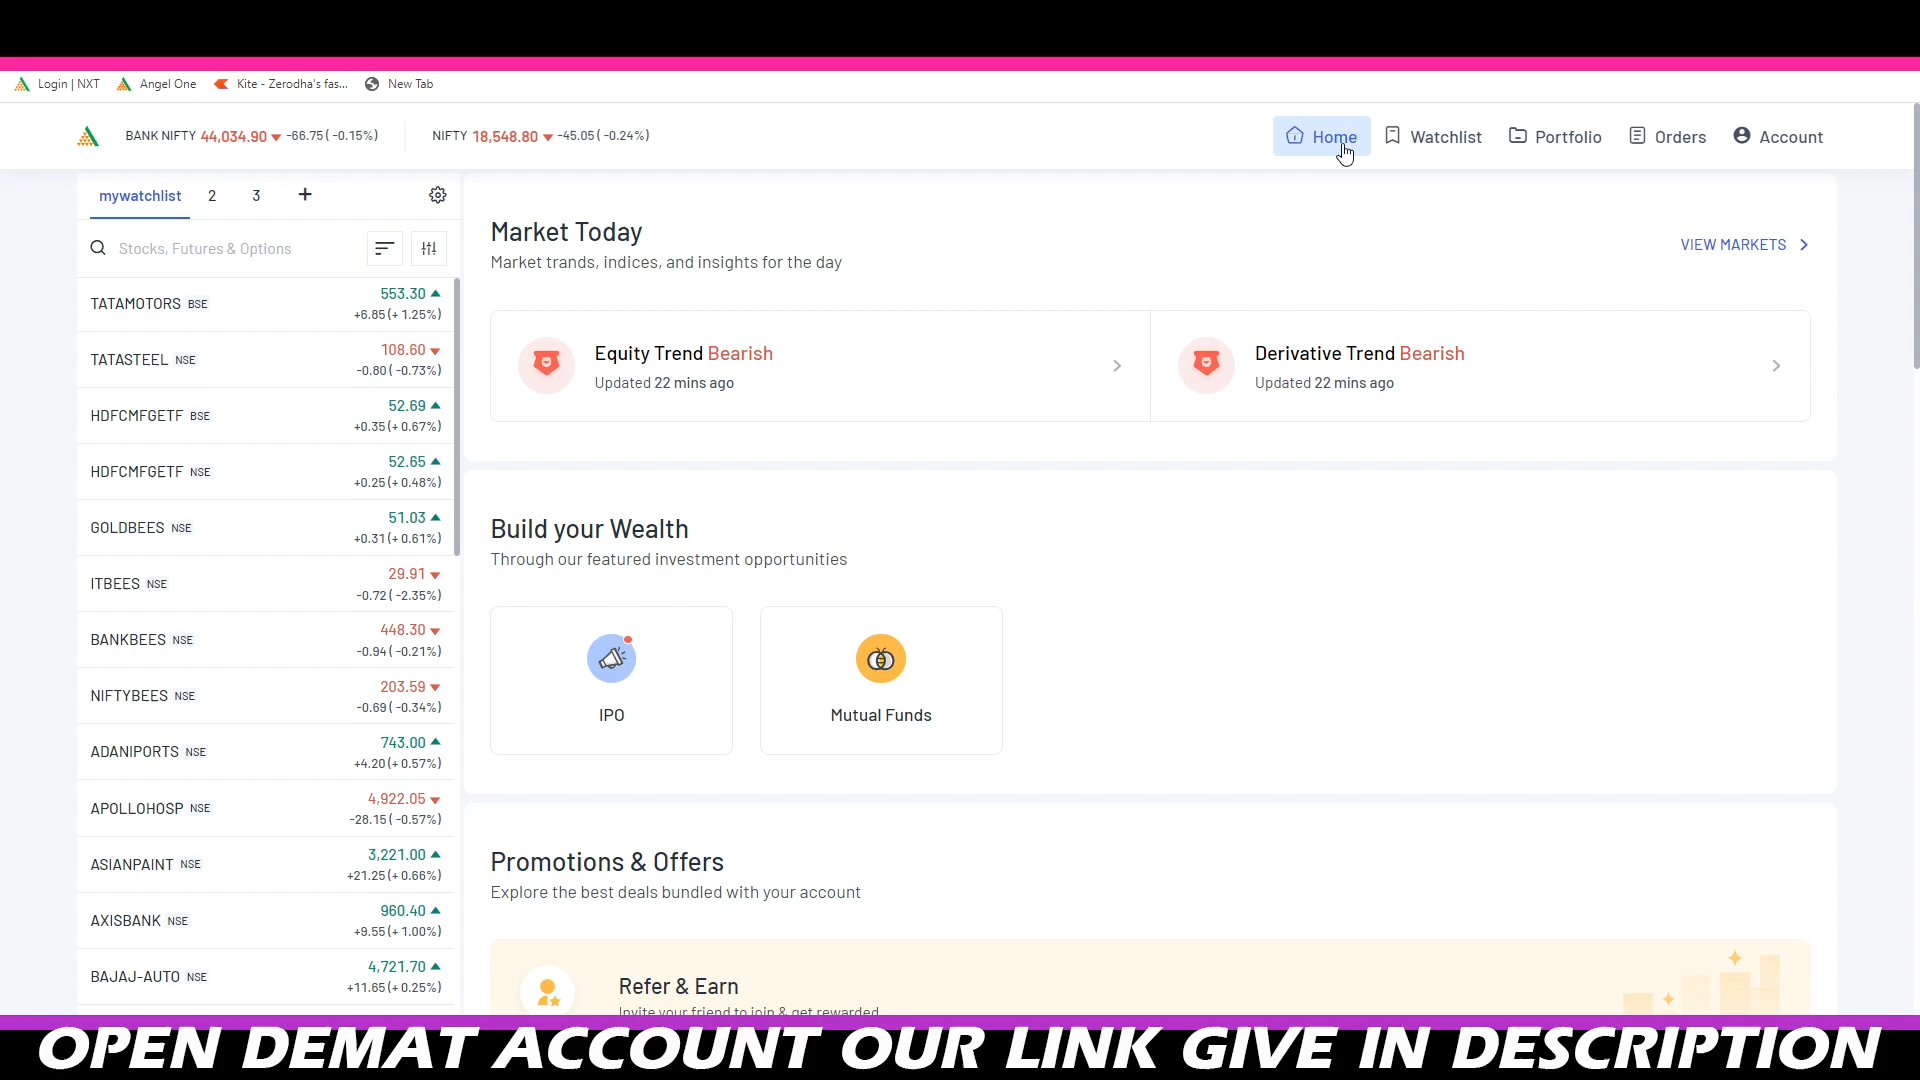 Login | NXT Angel One Kite - Zerodha's fas... New Tab
BANK NIFTY 44,034.90 -66.75 ( -0.15%) NIFTY 18,548.80 -45.05 ( -0.24%) Home Watchlist Portfolio Orders Account
mywatchlist 2 3 +
Stocks, Futures & Options
TATAMOTORS BSE 553.30
+6.85 (+ 1.25%)
TATASTEEL NSE 108.60
-0.80 ( -0.73%)
HDFCMFGETF BSE 52.69
+0.35 (+ 0.67%)
HDFCMFGETF NSE 52.65
+0.25 (+ 0.48%)
GOLDBEES NSE 51.03
+0.31 (+ 0.61%)
ITBEES NSE 29.91
-0.72 ( -2.35%)
BANKBEES NSE 448.30
-0.94 ( -0.21%)
NIFTYBEES NSE 203.59
-0.69 ( -0.34%)
ADANIPORTS NSE 743.00
+4.20 (+ 0.57%)
APOLLOHOSP NSE 4,922.05
-28.15 ( -0.57%)
ASIANPAINT NSE 3,221.00
+21.25 (+ 0.66%)
AXISBANK NSE 960.40
+9.55 (+ 1.00%)
BAJAJ-AUTO NSE 4,721.70
+11.65 (+ 0.25%)
Market Today
Market trands, indices, and insights for the day
VIEW MARKETS
Equity Trend Bearish
Updated 22 mins ago
Derivative Trend Bearish
Updated 22 mins ago
Build your Wealth
Through our featured investment opportunities
IPO
Mutual Funds
Promotions & Offers
Explore the best deals bundled with your account
Refer & Earn
Invite your friend to join & get rewarded
OPEN DEMAT ACCOUNT OUR LINK GIVE IN DESCRIPTION